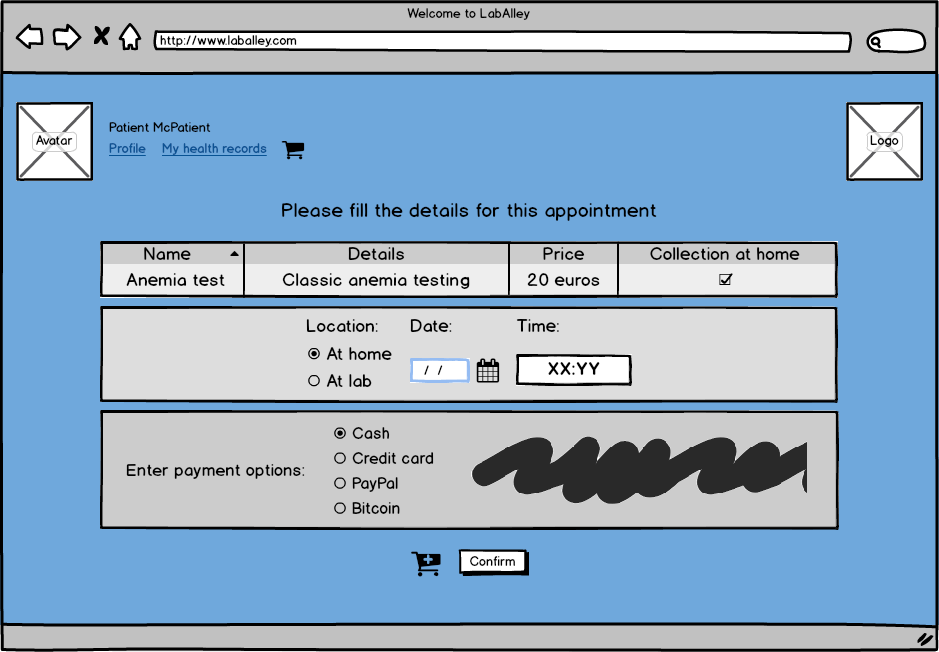 Welcome to LabAlley
http://www.laballey.com
Avatar
Patient McPatient
Profile My health records
Logo
Please fill the details for this appointment
Name Details Price Collection at home
Anemia test Classic anemia testing 20 euros
Location: Date: Time:
At home
/ / XX:YY
At lab
Enter payment options:
Cash
Credit card
PayPal
Bitcoin
Confirm